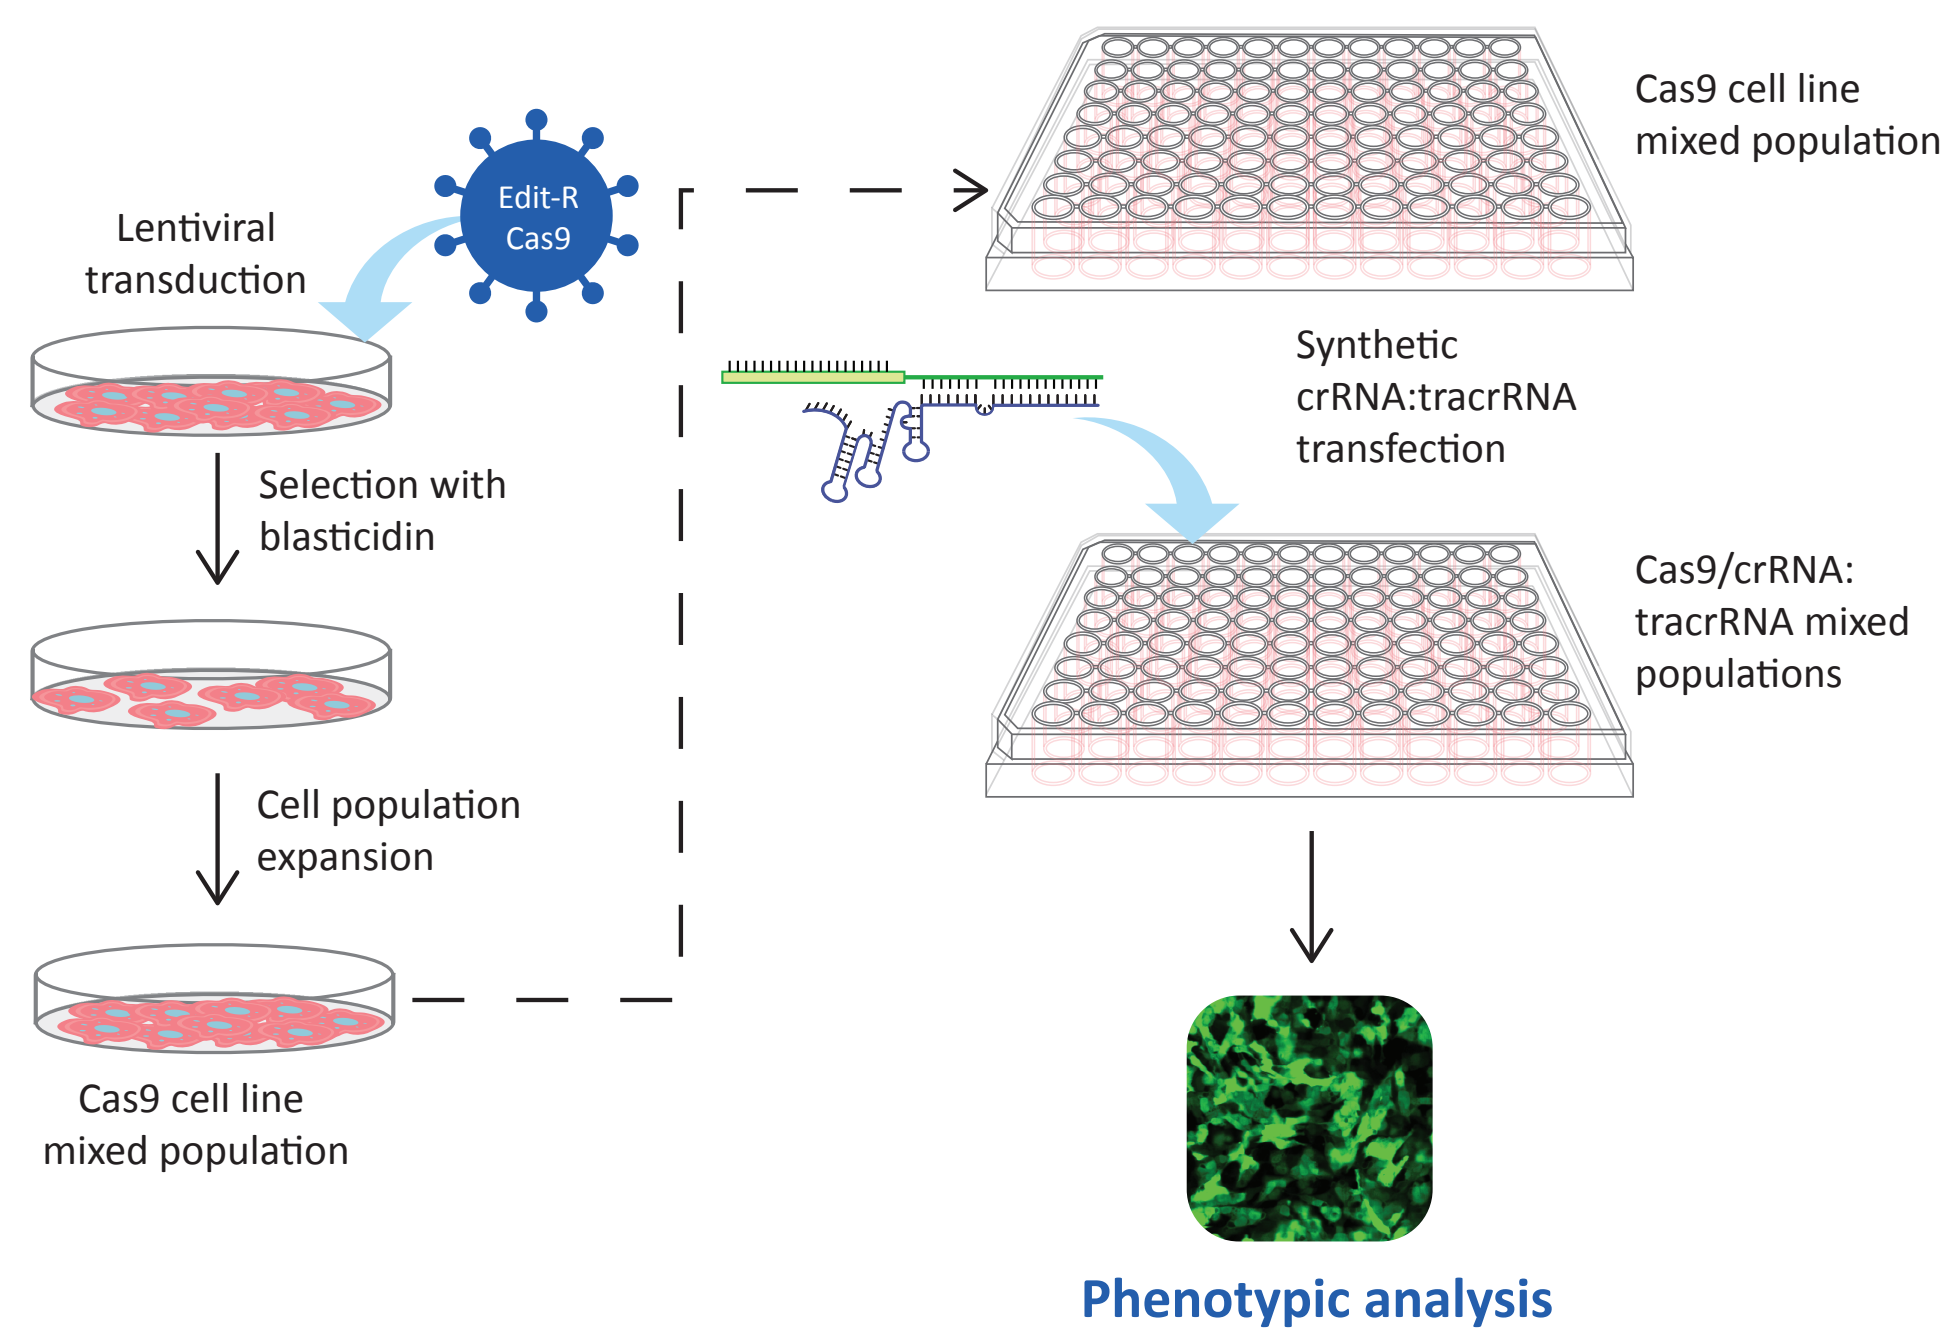 Edit-R
Cas9
Lentiviral
transduction
Selection with
blasticidin
Cell population
expansion
Cas9 cell line
mixed population
Cas9 cell line
mixed population
Synthetic
crRNA:tracrRNA
transfection
Cas9/crRNA:
tracrRNA mixed
populations
Phenotypic analysis